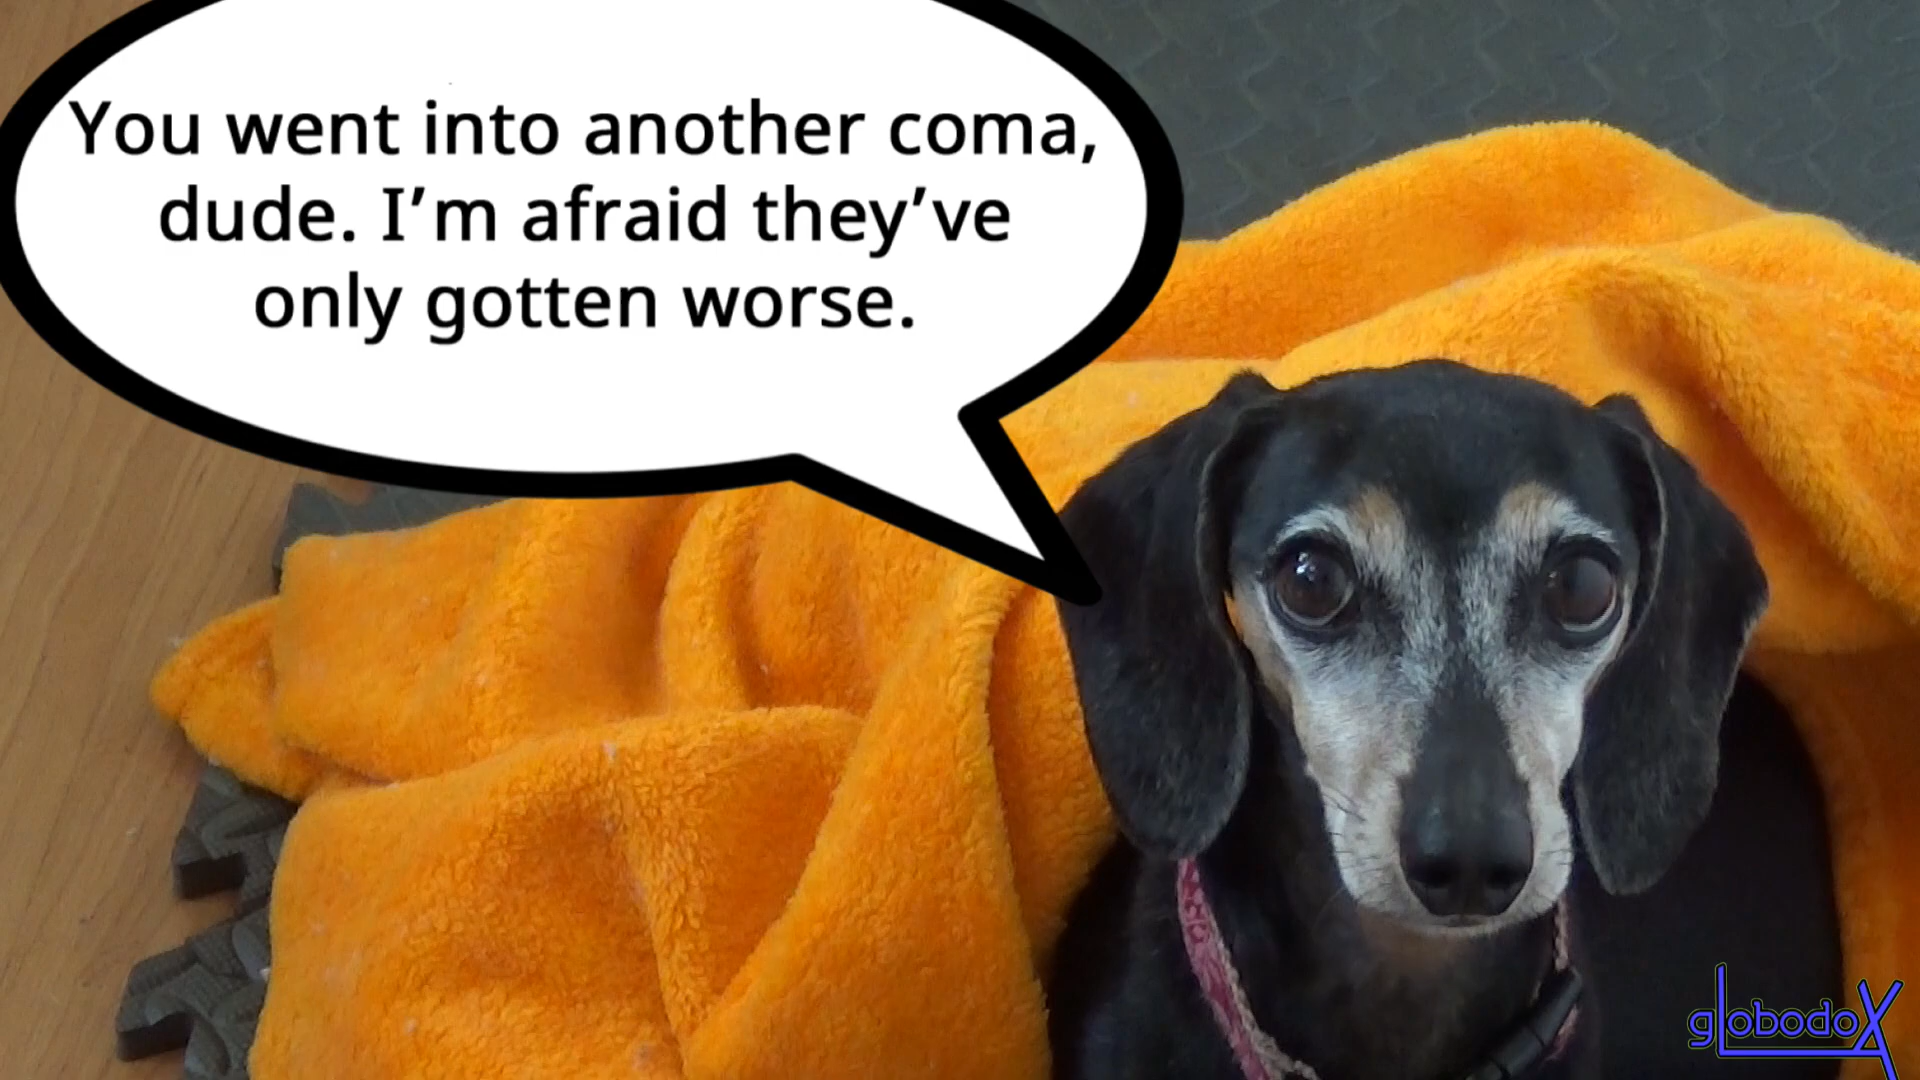 You went into another coma,
dude. I’m afraid they’ve
only gotten worse.
globodox